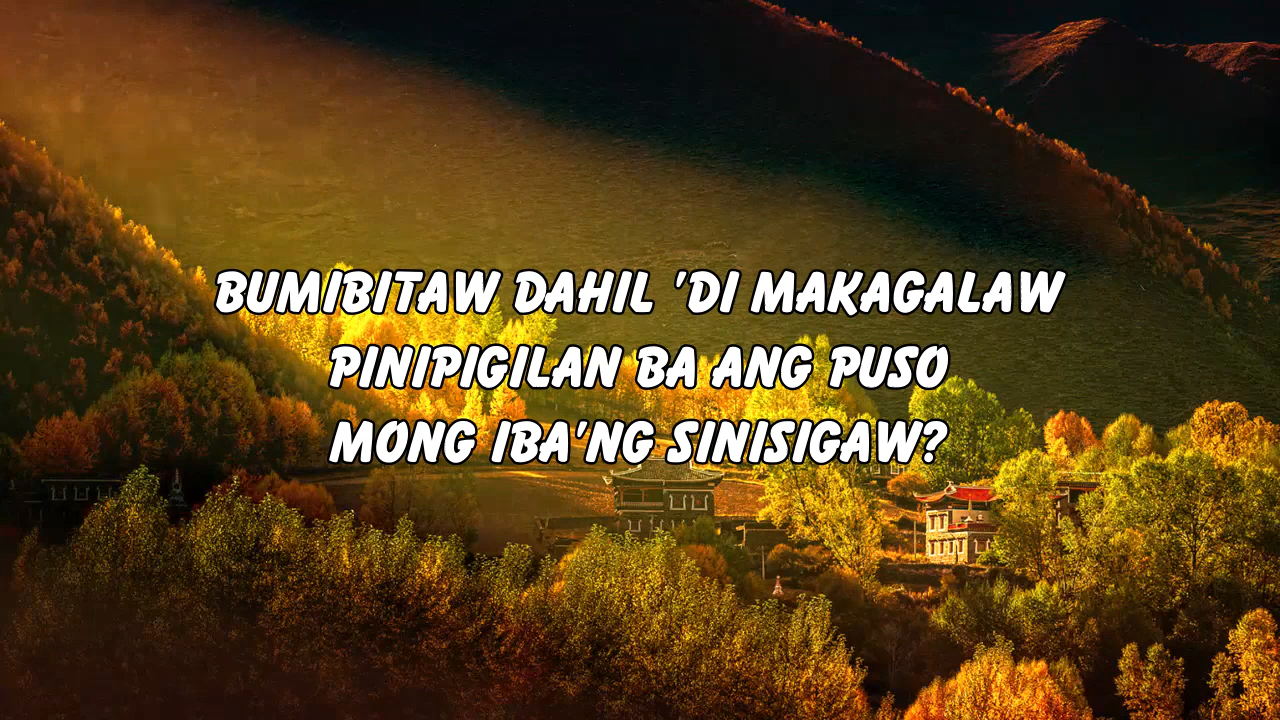 BUMIBITAW DAHIL 'DI MAKAGALAW
PINIPIGILAN BA ANG PUSO
MONG IBA'NG SINISIGAW?